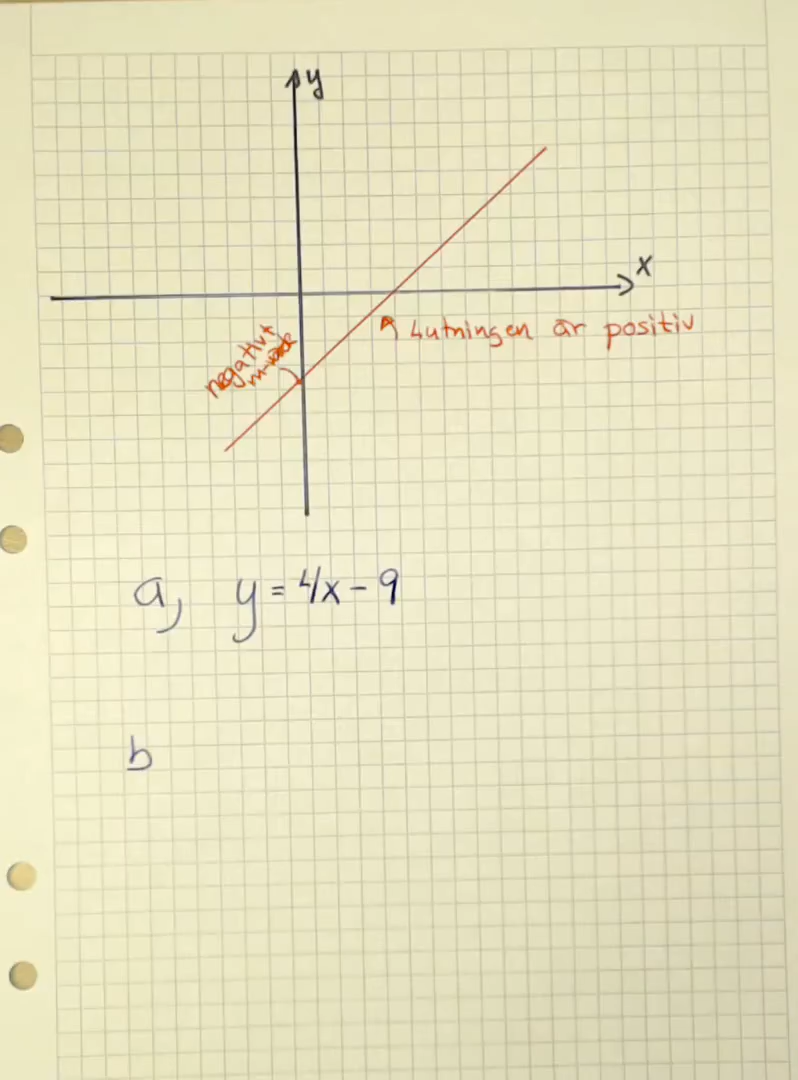 y
x
Lutningen är positiv
negativt
m-värde
a, y = 4x - 9
b